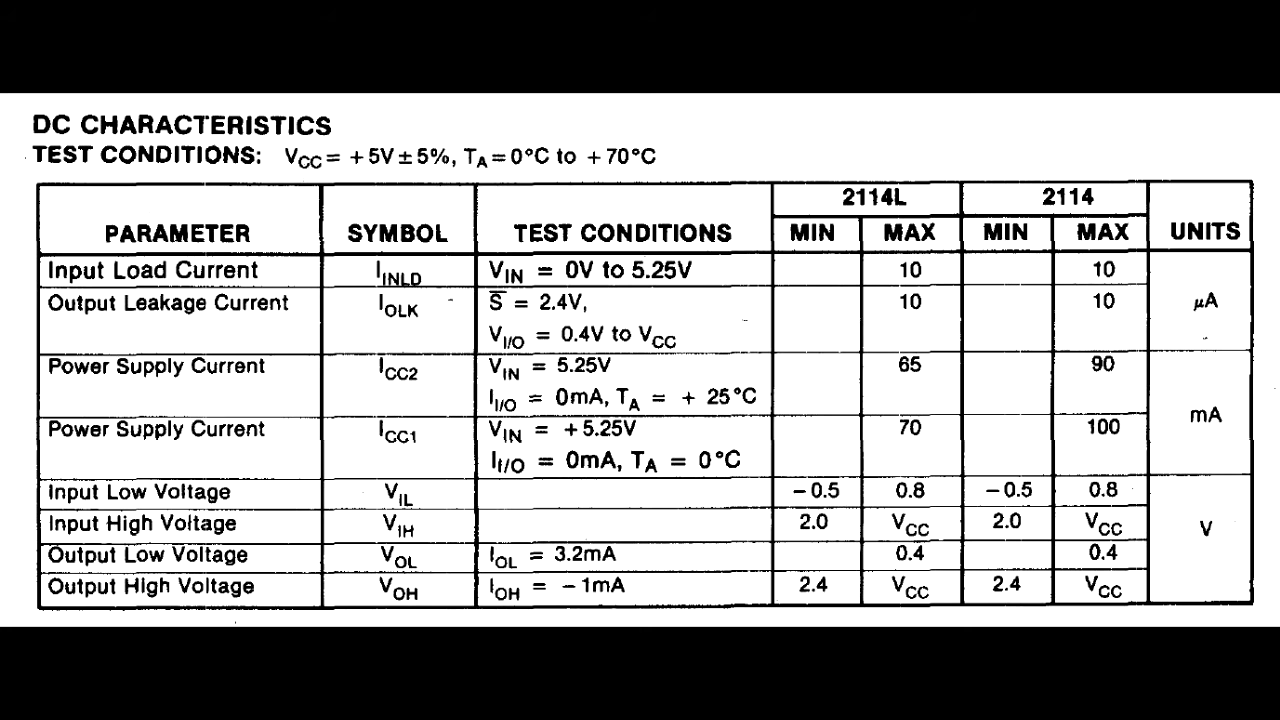 DC CHARACTERISTICS
TEST CONDITIONS: VCC = +5V ± 5%, TA = 0°C to +70°C
PARAMETER SYMBOL TEST CONDITIONS 2114L 2114 UNITS
MIN MAX MIN MAX
Input Load Current IINLD VIN = 0V to 5.25V 10 10 µA
Output Leakage Current IOLK S̅ = 2.4V, 10 10
VI/O = 0.4V to VCC
Power Supply Current ICC2 VIN = 5.25V 65 90 mA
II/O = 0mA, TA = + 25°C
Power Supply Current ICC1 VIN = +5.25V 70 100
II/O = 0mA, TA = 0°C
Input Low Voltage VIL −0.5 0.8 −0.5 0.8 V
Input High Voltage VIH 2.0 VCC 2.0 VCC
Output Low Voltage VOL IOL = 3.2mA 0.4 0.4
Output High Voltage VOH IOH = −1mA 2.4 VCC 2.4 VCC